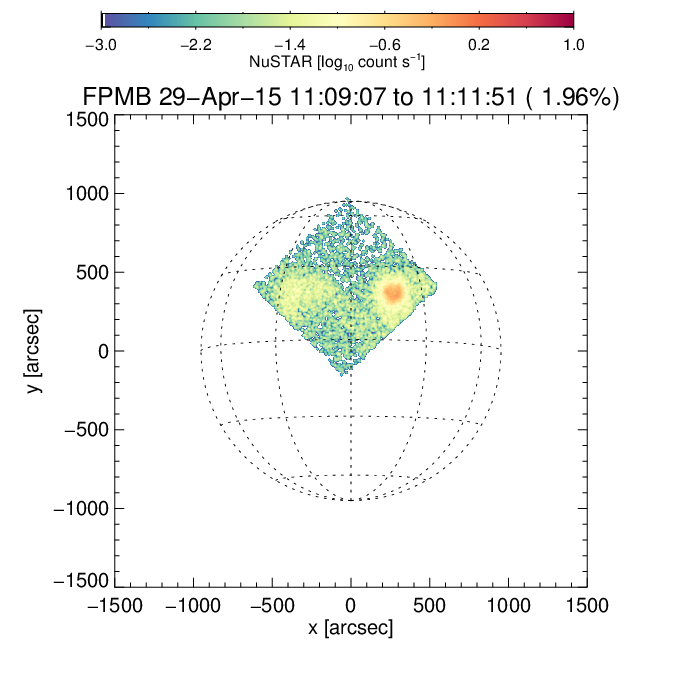 −3.0 −2.2 −1.4 −0.6 0.2 1.0
NuSTAR [log₁₀ count s⁻¹]
FPMB 29−Apr−15 11:09:07 to 11:11:51 ( 1.96%)
1500
1000
500
0
−500
−1000
−1500
y [arcsec]
−1500 −1000 −500 0 500 1000 1500
x [arcsec]